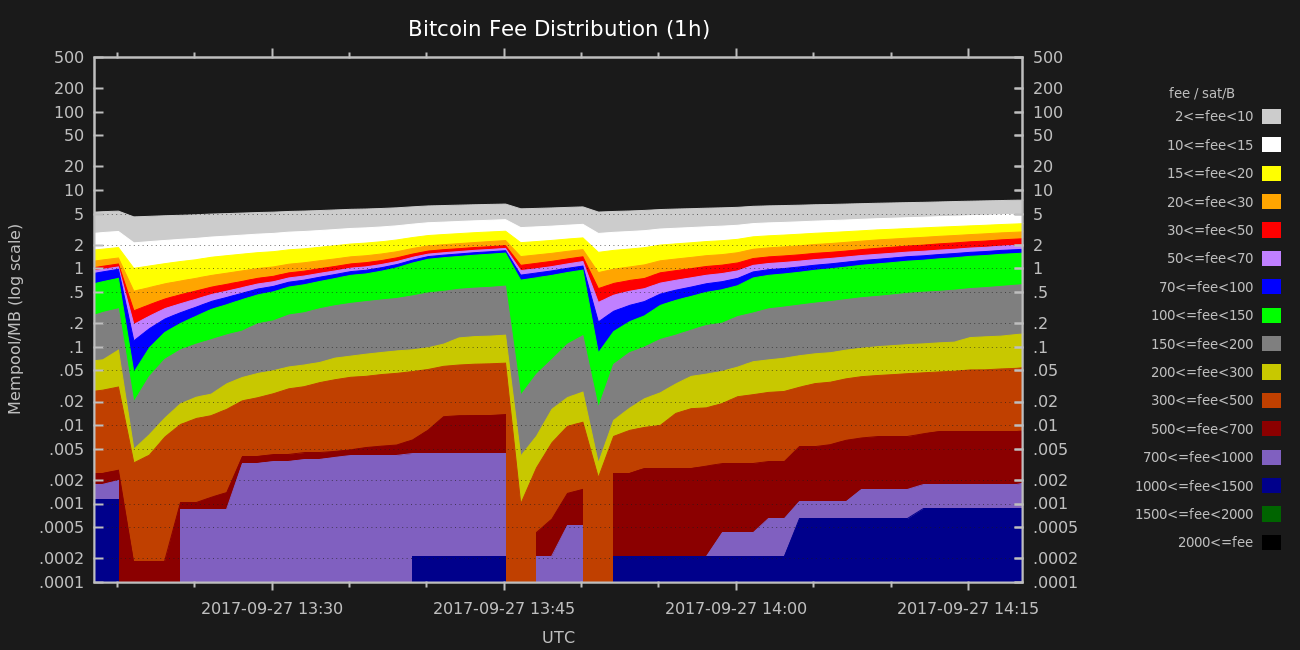 Bitcoin Fee Distribution (1h)
Mempool/MB (log scale)
500
200
100
50
20
10
5
2
1
.5
.2
.1
.05
.02
.01
.005
.002
.001
.0005
.0002
.0001
500
200
100
50
20
10
5
2
1
.5
.2
.1
.05
.02
.01
.005
.002
.001
.0005
.0002
.0001
fee / sat/B
2<=fee<10
10<=fee<15
15<=fee<20
20<=fee<30
30<=fee<50
50<=fee<70
70<=fee<100
100<=fee<150
150<=fee<200
200<=fee<300
300<=fee<500
500<=fee<700
700<=fee<1000
1000<=fee<1500
1500<=fee<2000
2000<=fee
2017-09-27 13:30
2017-09-27 13:45
2017-09-27 14:00
2017-09-27 14:15
UTC